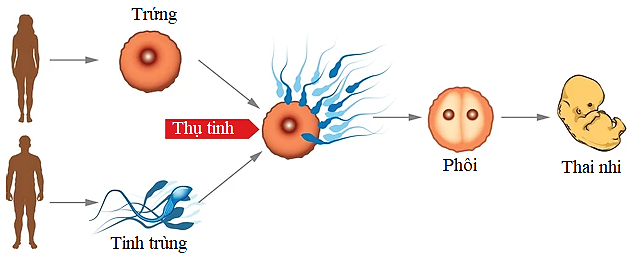 Trứng
Thụ tinh
Tinh trùng
Phôi
Thai nhi